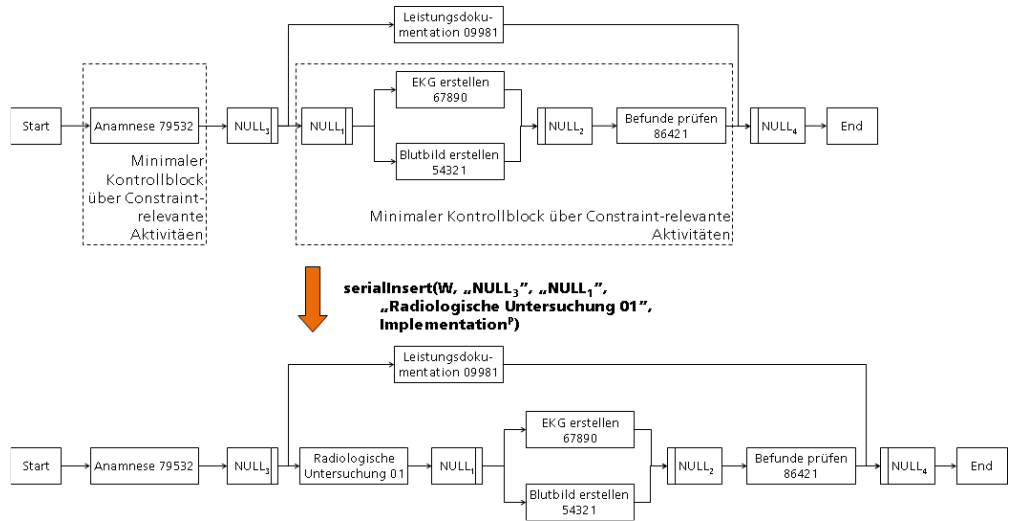 Leistungsdoku-
mentation 09981
EKG erstellen
67890
Start
Anamnese 79532
NULL₃
NULL₁
NULL₂
Befunde prüfen
86421
NULL₄
End
Blutbild erstellen
54321
Minimaler
Kontrollblock
über Constraint-
relevante
Aktivitäen
Minimaler Kontrollblock über Constraint-relevante
Aktivitäten
serialInsert(W, „NULL₃”, „NULL₁”,
„Radiologische Untersuchung 01”,
Implementationᴾ)
Leistungsdoku-
mentation 09981
EKG erstellen
67890
Start
Anamnese 79532
NULL₃
Radiologische
Untersuchung 01
NULL₁
NULL₂
Befunde prüfen
86421
NULL₄
End
Blutbild erstellen
54321